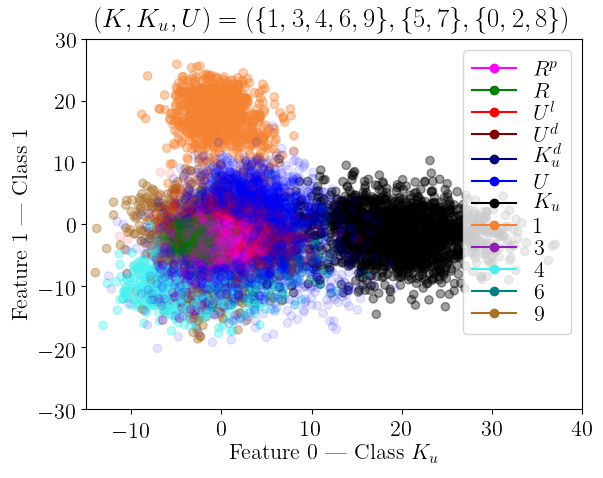 (K, K_u, U) = ({1, 3, 4, 6, 9}, {5, 7}, {0, 2, 8})
Feature 1 — Class 1
30
20
10
0
−10
−20
−30
−10 0 10 20 30 40
Feature 0 — Class K_u
R^p
R
U^l
U^d
K_u^d
U
K_u
1
3
4
6
9